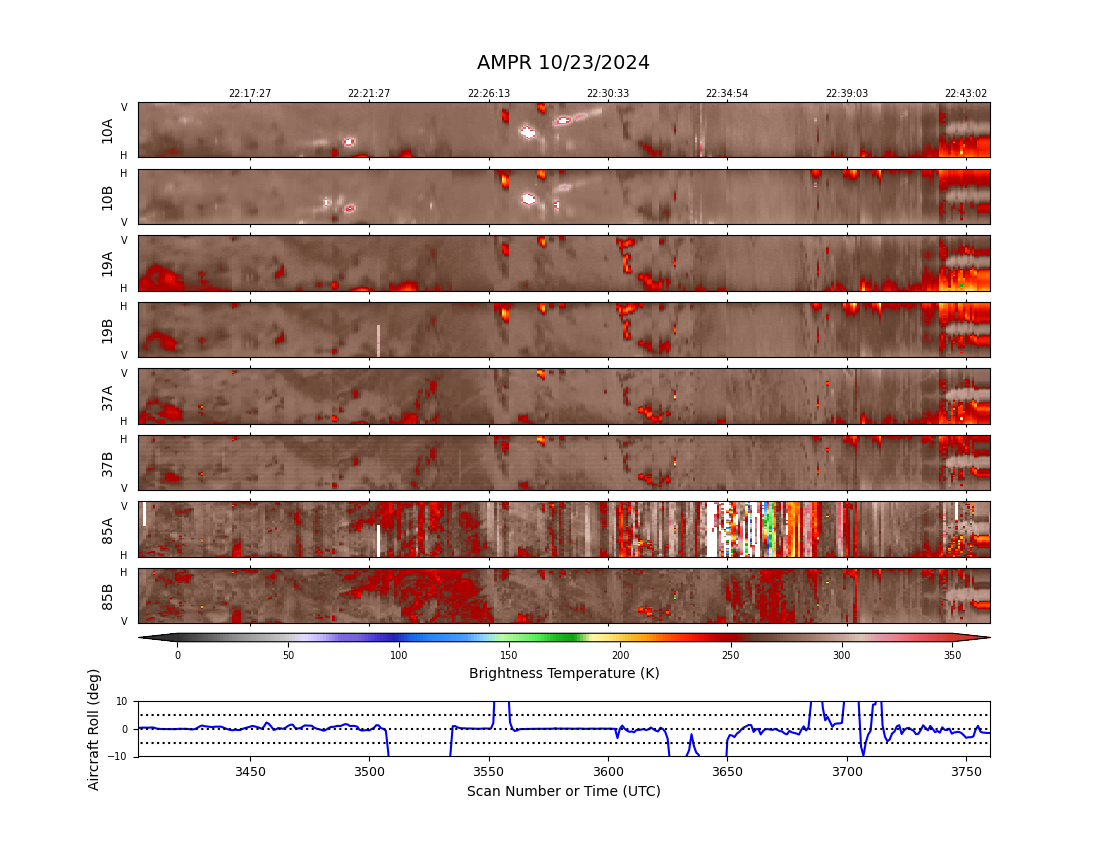 AMPR 10/23/2024
22:17:27 22:21:27 22:26:13 22:30:33 22:34:54 22:39:03 22:43:02
V
10A
H
H
10B
V
V
19A
H
H
19B
V
V
37A
H
H
37B
V
V
85A
H
H
85B
V
0 50 100 150 200 250 300 350
Brightness Temperature (K)
Aircraft Roll (deg)
10
0
−10
3450 3500 3550 3600 3650 3700 3750
Scan Number or Time (UTC)